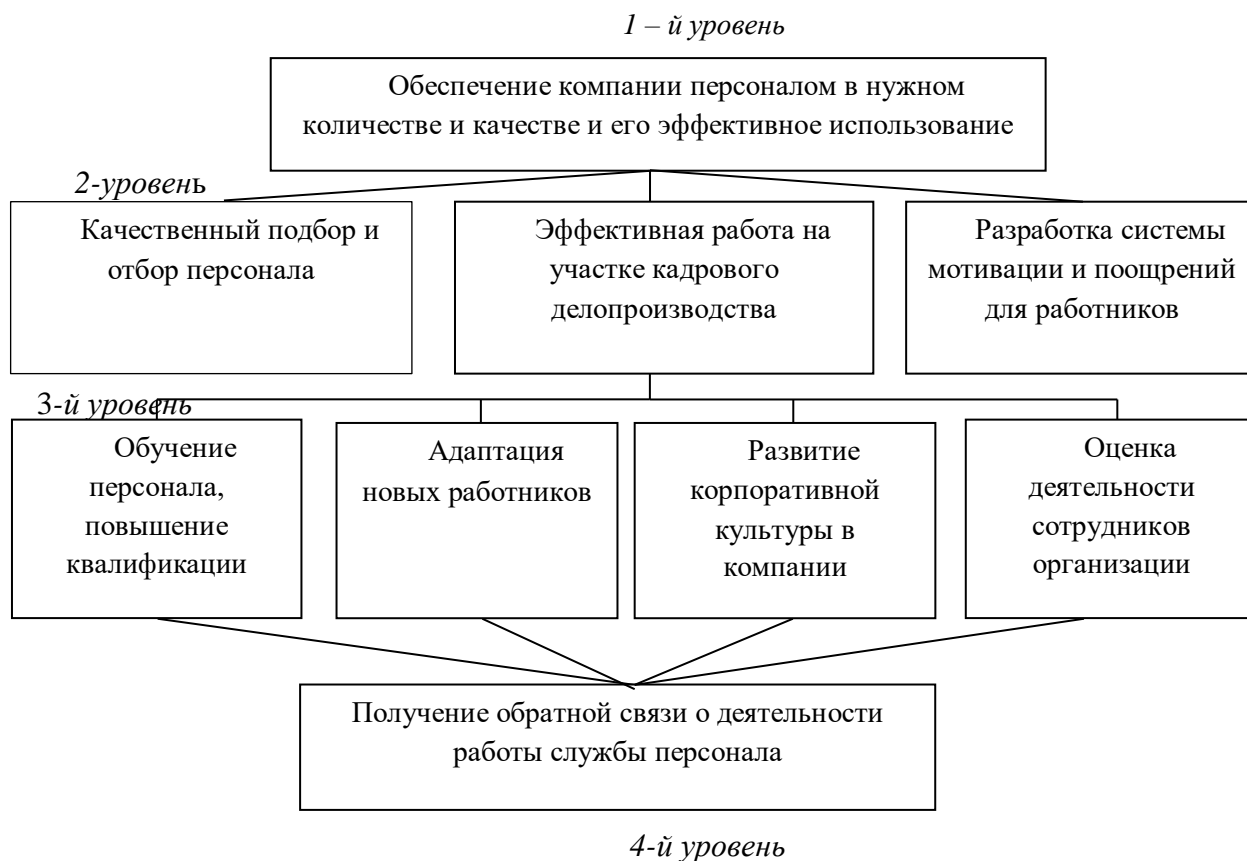 1 – й уровень
Обеспечение компании персоналом в нужном
количестве и качестве и его эффективное использование
2-уровень
Качественный подбор и
отбор персонала
Эффективная работа на
участке кадрового
делопроизводства
Разработка системы
мотивации и поощрений
для работников
3-й уровень
Обучение
персонала,
повышение
квалификации
Адаптация
новых работников
Развитие
корпоративной
культуры в
компании
Оценка
деятельности
сотрудников
организации
Получение обратной связи о деятельности
работы службы персонала
4-й уровень